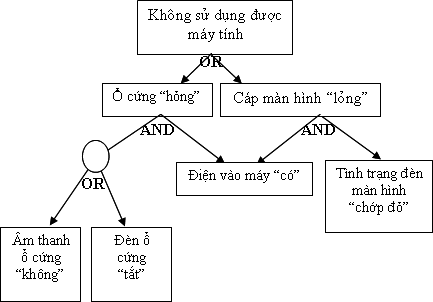 Không sử dụng được
máy tính
OR
Ổ cứng “hỏng”
Cáp màn hình “lỏng”
AND
AND
OR
Điện vào máy “có”
Tình trạng đèn
màn hình
“chớp đỏ”
Âm thanh
ổ cứng
“không”
Đèn ổ
cứng
“tắt”